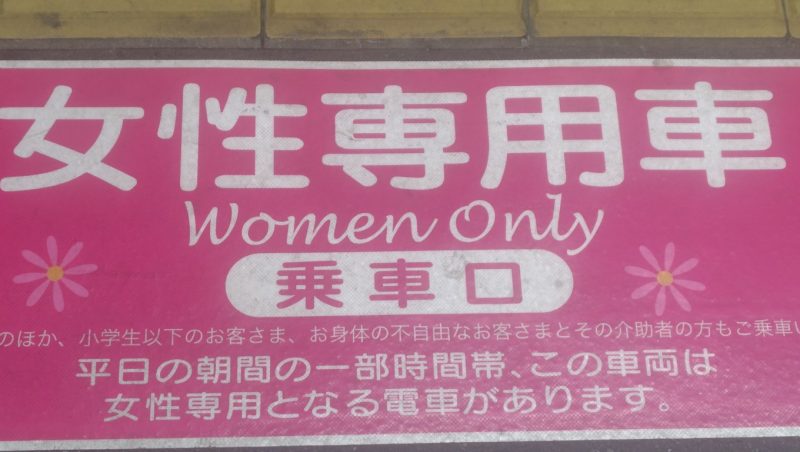 女性専用車
Women Only
乗車口
のほか、小学生以下のお客さま、お身体の不自由なお客さまとその介助者の方もご乗車い
平日の朝間の一部時間帯、この車両は
女性専用となる電車があります。